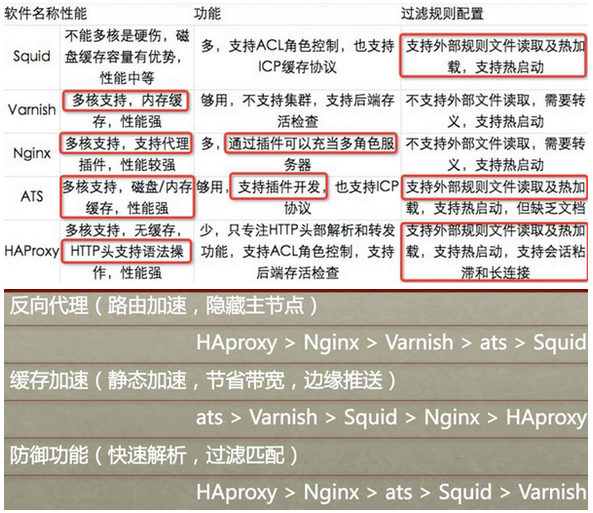 软件名称 性能 功能 过滤规则配置
Squid
不能多核是硬伤，磁
盘缓存容量有优势，
性能中等
多，支持ACL角色控制，也支持
ICP缓存协议
支持外部规则文件读取及热加
载，支持热启动
Varnish
多核支持，内存缓
存，性能强
够用，不支持集群，支持后端存
活检查
不支持外部文件读取，需要转
义，支持热启动
Nginx
多核支持，支持代理
插件，性能较强
多，通过插件可以充当多角色服
务器
不支持外部文件读取，需要转
义，支持热启动
ATS
多核支持，磁盘/内存
缓存，性能强
够用，支持插件开发，也支持ICP
协议
支持外部规则文件读取及热加
载，支持热启动，但缺乏文档
HAProxy
多核支持，无缓存，
HTTP头支持语法操
作，性能强
少，只专注HTTP头部解析和转发
功能，支持ACL角色控制，支持
后端存活检查
支持外部规则文件读取及热加
载，支持热启动，支持会话粘
滞和长连接
反向代理（路由加速，隐藏主节点）
HAproxy > Nginx > Varnish > ats > Squid
缓存加速（静态加速，节省带宽，边缘推送）
ats > Varnish > Squid > Nginx > HAproxy
防御功能（快速解析，过滤匹配）
HAproxy > Nginx > ats > Squid > Varnish